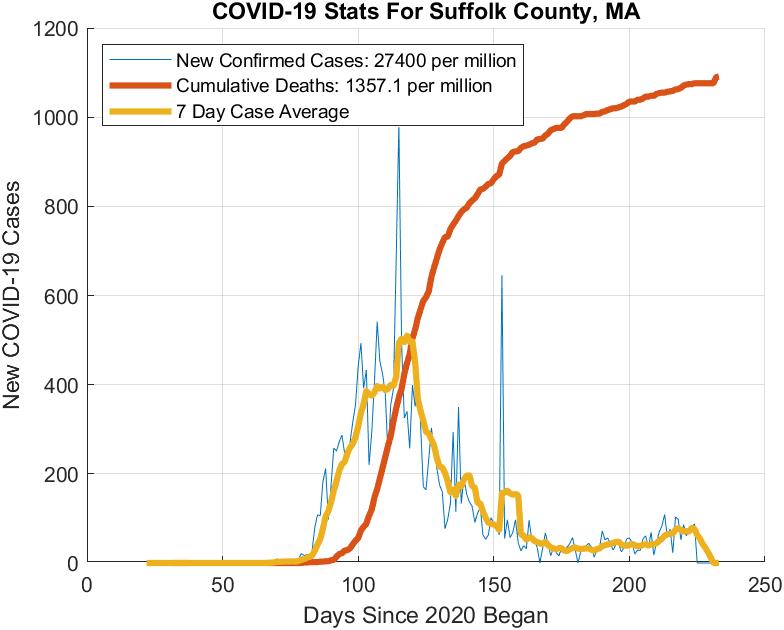 COVID-19 Stats For Suffolk County, MA
1200
New Confirmed Cases: 27400 per million
Cumulative Deaths: 1357.1 per million
7 Day Case Average
1000
800
600
400
200
0
New COVID-19 Cases
0 50 100 150 200 250
Days Since 2020 Began